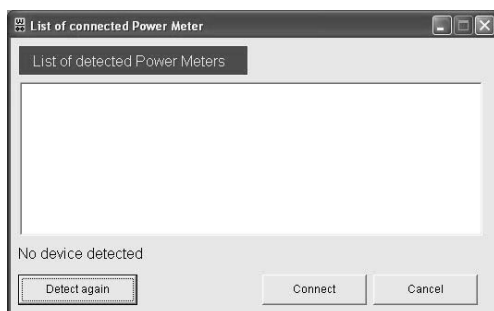 List of connected Power Meter
List of detected Power Meters
No device detected
Detect again
Connect
Cancel